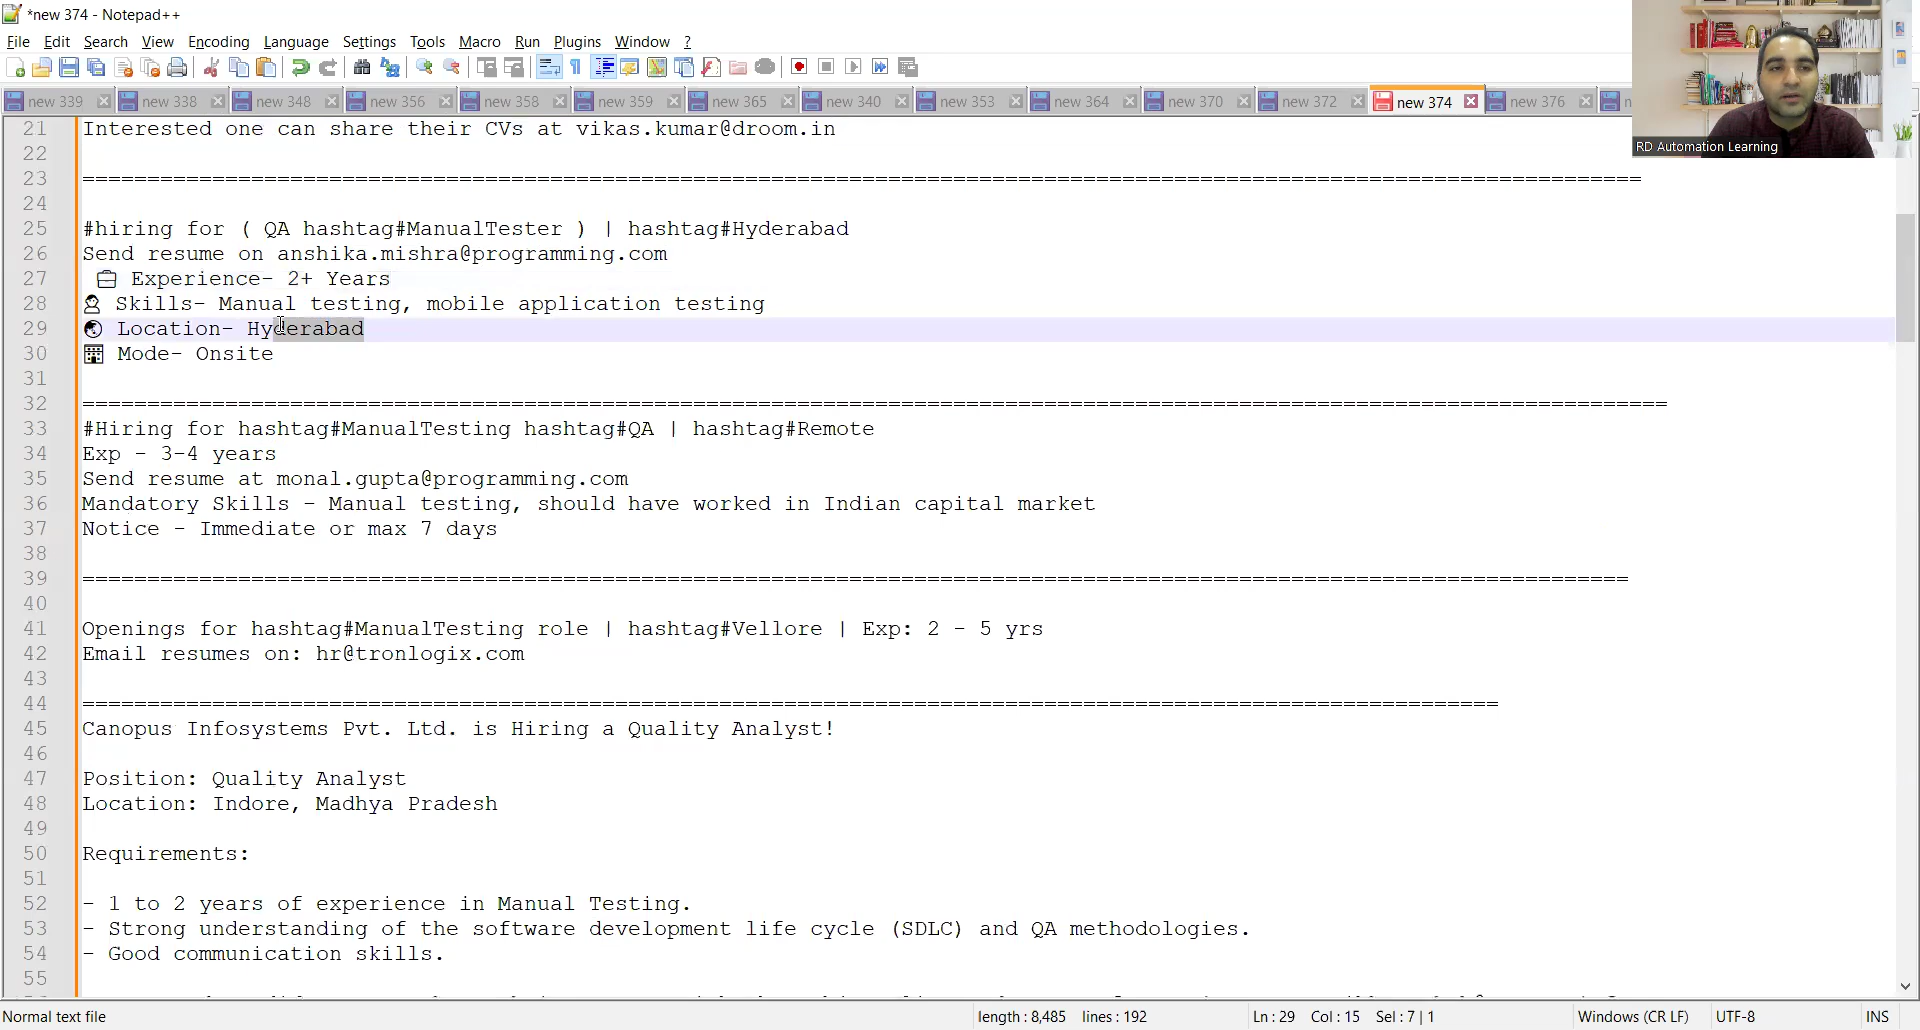 *new 374 - Notepad++
File Edit Search View Encoding Language Settings Tools Macro Run Plugins Window ?
new 339 new 338 new 348 new 356 new 358 new 359 new 365 new 340 new 353 new 364 new 370 new 372 new 374 new 376
RD Automation Learning
21 Interested one can share their CVs at vikas.kumar@droom.in
22
23 ========================================================================================================================
24
25 #hiring for ( QA hashtag#ManualTester ) | hashtag#Hyderabad
26 Send resume on anshika.mishra@programming.com
27 Experience- 2+ Years
28 Skills- Manual testing, mobile application testing
29 Location- Hyderabad
30 Mode- Onsite
31
32 ==========================================================================================================================
33 #Hiring for hashtag#ManualTesting hashtag#QA | hashtag#Remote
34 Exp - 3-4 years
35 Send resume at monal.gupta@programming.com
36 Mandatory Skills - Manual testing, should have worked in Indian capital market
37 Notice - Immediate or max 7 days
38
39 =======================================================================================================================
40
41 Openings for hashtag#ManualTesting role | hashtag#Vellore | Exp: 2 - 5 yrs
42 Email resumes on: hr@tronlogix.com
43
44 =============================================================================================================
45 Canopus Infosystems Pvt. Ltd. is Hiring a Quality Analyst!
46
47 Position: Quality Analyst
48 Location: Indore, Madhya Pradesh
49
50 Requirements:
51
52 - 1 to 2 years of experience in Manual Testing.
53 - Strong understanding of the software development life cycle (SDLC) and QA methodologies.
54 - Good communication skills.
55
Normal text file length : 8,485 lines : 192 Ln : 29 Col : 15 Sel : 7 | 1 Windows (CR LF) UTF-8 INS